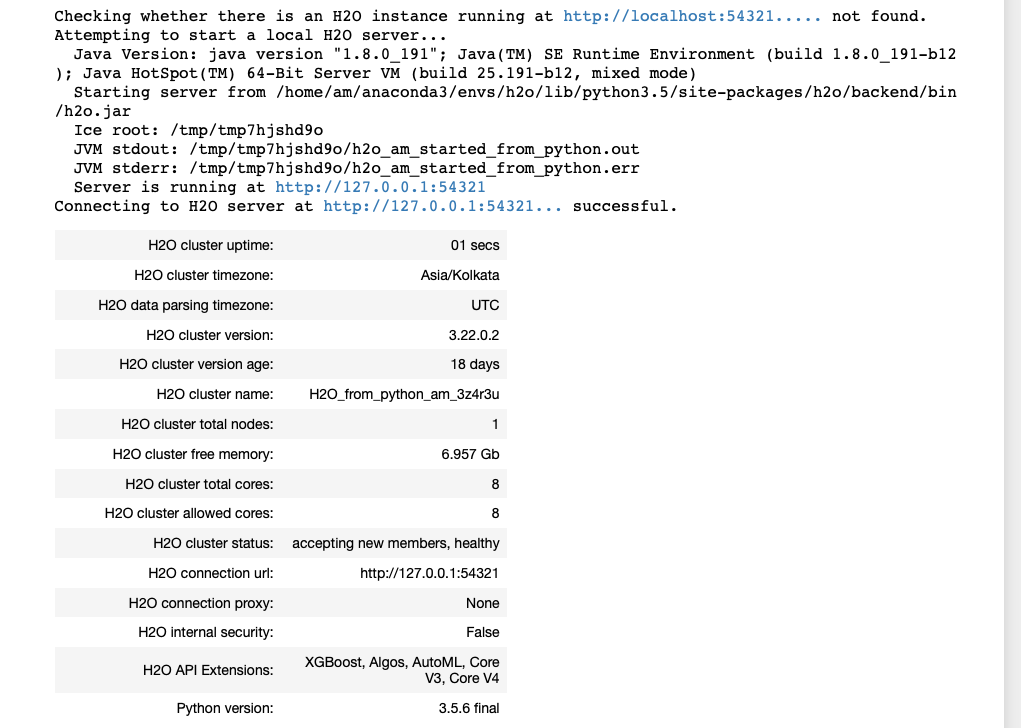 Checking whether there is an H2O instance running at http://localhost:54321..... not found.
Attempting to start a local H2O server...
  Java Version: java version "1.8.0_191"; Java(TM) SE Runtime Environment (build 1.8.0_191-b12
); Java HotSpot(TM) 64-Bit Server VM (build 25.191-b12, mixed mode)
  Starting server from /home/am/anaconda3/envs/h2o/lib/python3.5/site-packages/h2o/backend/bin
/h2o.jar
  Ice root: /tmp/tmp7hjshd9o
  JVM stdout: /tmp/tmp7hjshd9o/h2o_am_started_from_python.out
  JVM stderr: /tmp/tmp7hjshd9o/h2o_am_started_from_python.err
  Server is running at http://127.0.0.1:54321
Connecting to H2O server at http://127.0.0.1:54321... successful.
H2O cluster uptime: 01 secs
H2O cluster timezone: Asia/Kolkata
H2O data parsing timezone: UTC
H2O cluster version: 3.22.0.2
H2O cluster version age: 18 days
H2O cluster name: H2O_from_python_am_3z4r3u
H2O cluster total nodes: 1
H2O cluster free memory: 6.957 Gb
H2O cluster total cores: 8
H2O cluster allowed cores: 8
H2O cluster status: accepting new members, healthy
H2O connection url: http://127.0.0.1:54321
H2O connection proxy: None
H2O internal security: False
H2O API Extensions: XGBoost, Algos, AutoML, Core
V3, Core V4
Python version: 3.5.6 final